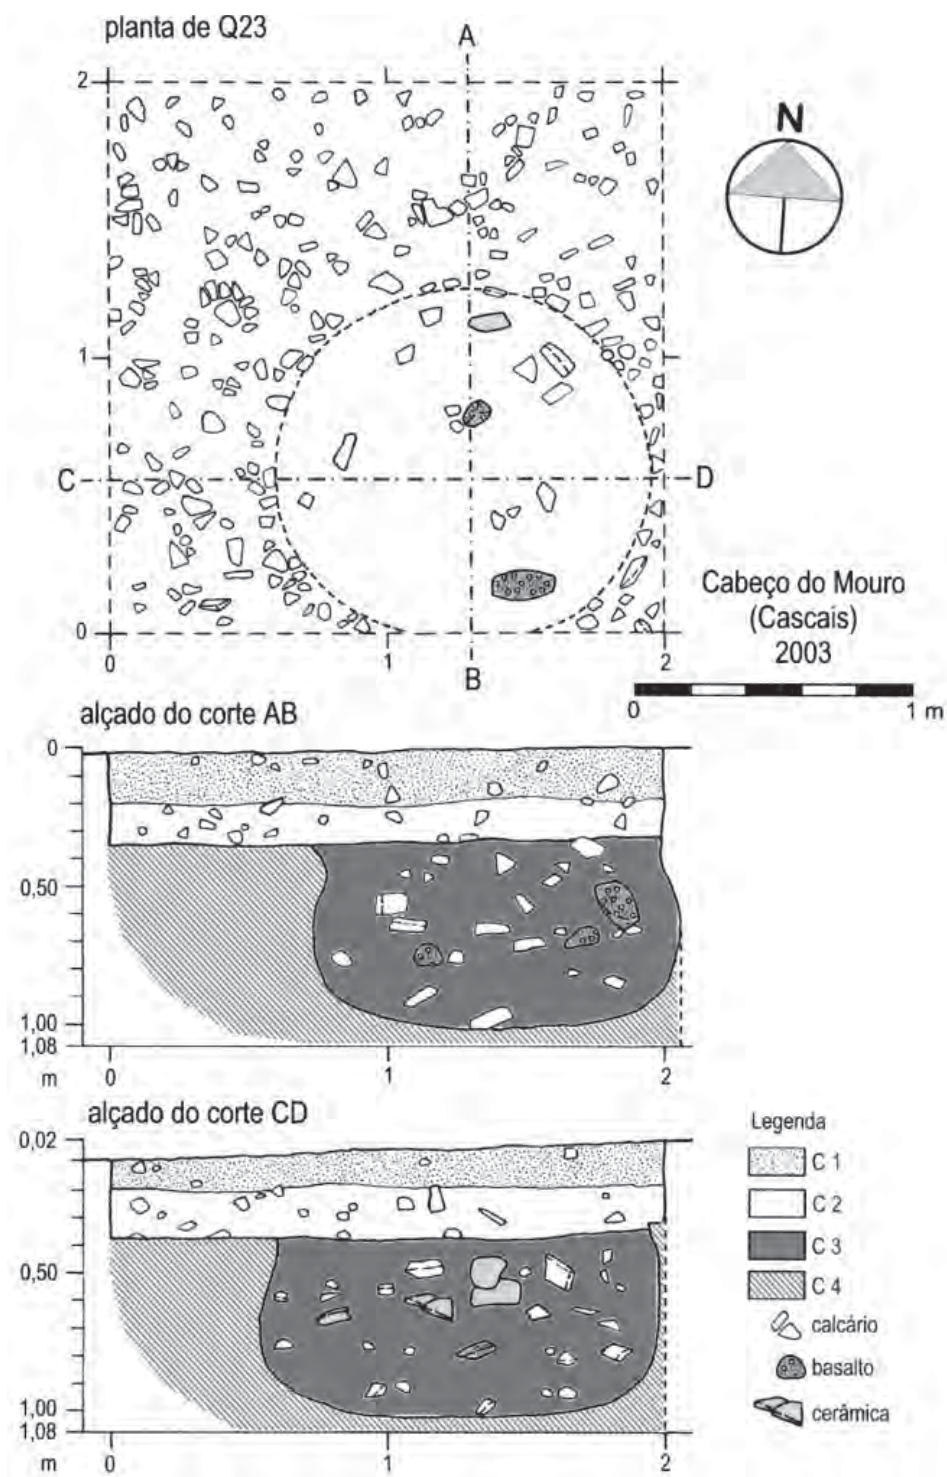 planta de Q23
A
N
2
1
C
D
0
0
1
2
B
Cabeço do Mouro
(Cascais)
2003
0
1 m
alçado do corte AB
0
0,50
1,00
1,08
m
0
1
2
alçado do corte CD
0,02
0,50
1,00
1,08
m
0
1
2
Legenda
C 1
C 2
C 3
C 4
calcário
basalto
cerâmica